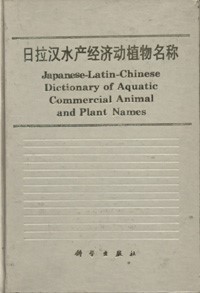 日拉汉水产经济动植物名称
Japanese-Latin-Chinese
Dictionary of Aquatic
Commercial Animal
and Plant Names
科学出版社